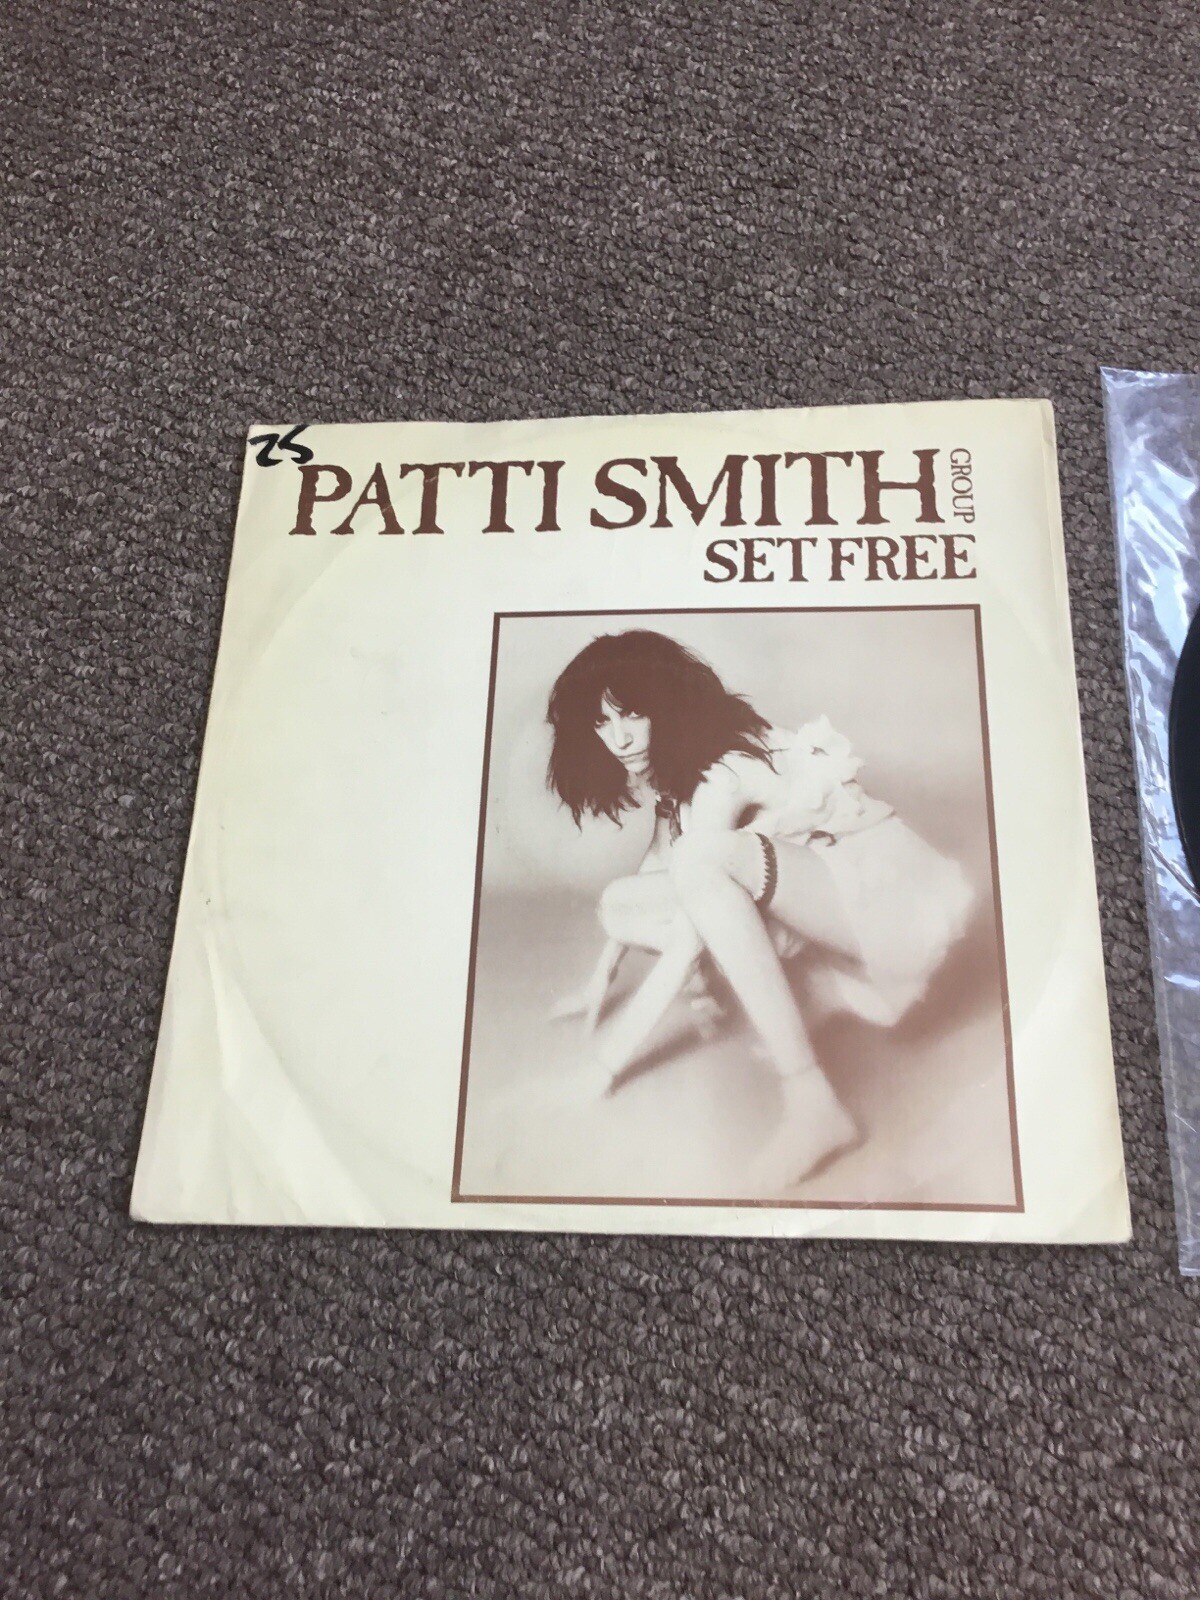 25
PATTI SMITH
GROUP
SET FREE